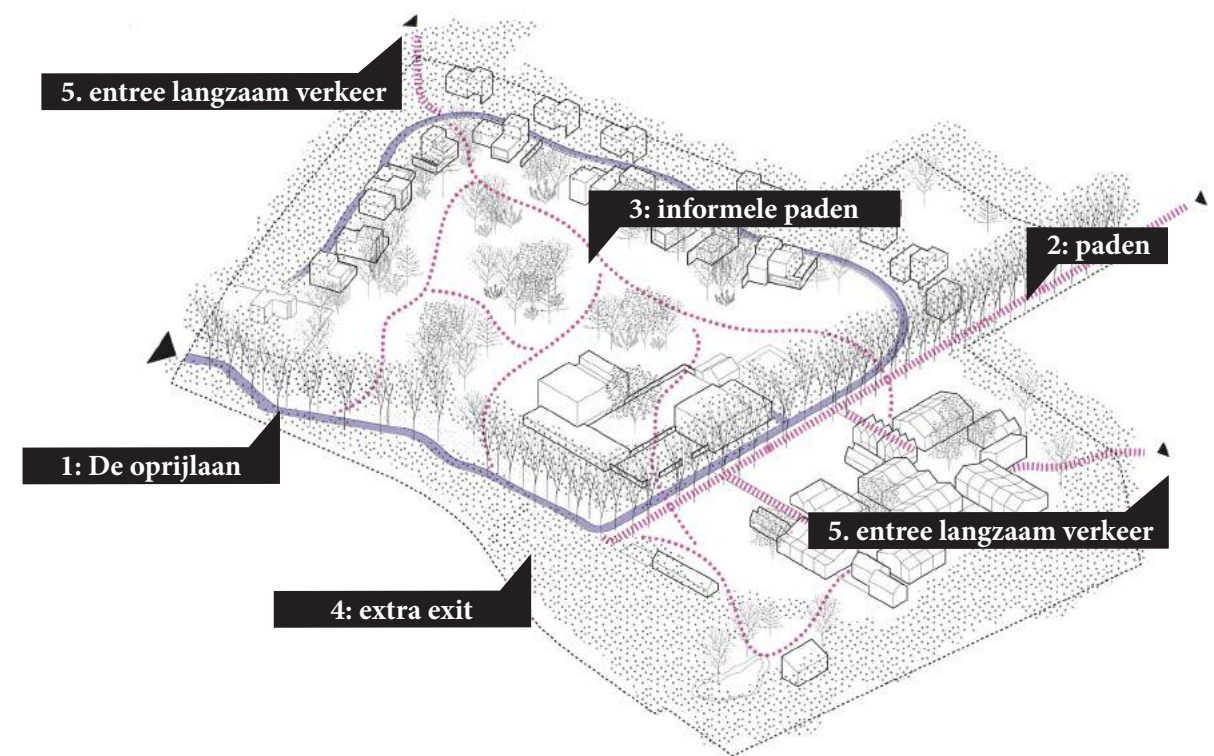 5. entree langzaam verkeer
3: informele paden
2: paden
1: De oprijlaan
5. entree langzaam verkeer
4: extra exit